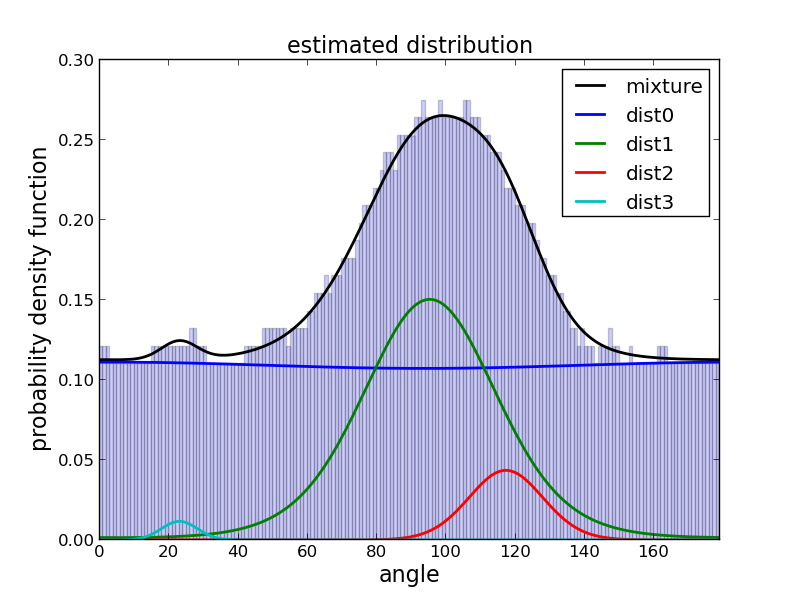 estimated distribution
probability density function
0.30
0.25
0.20
0.15
0.10
0.05
0.00
mixture
dist0
dist1
dist2
dist3
0 20 40 60 80 100 120 140 160
angle